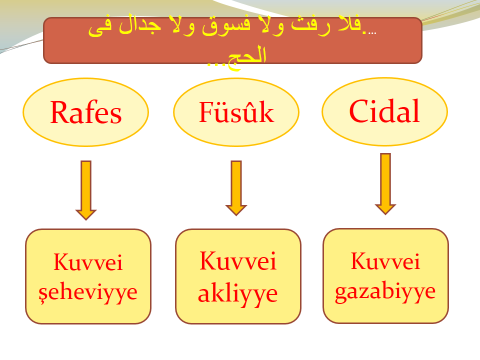 ...فلا رفث ولا فسوق ولا جدال فى
الحج...
Rafes
Füsûk
Cidal
Kuvvei
şeheviyye
Kuvvei
akliyye
Kuvvei
gazabiyye